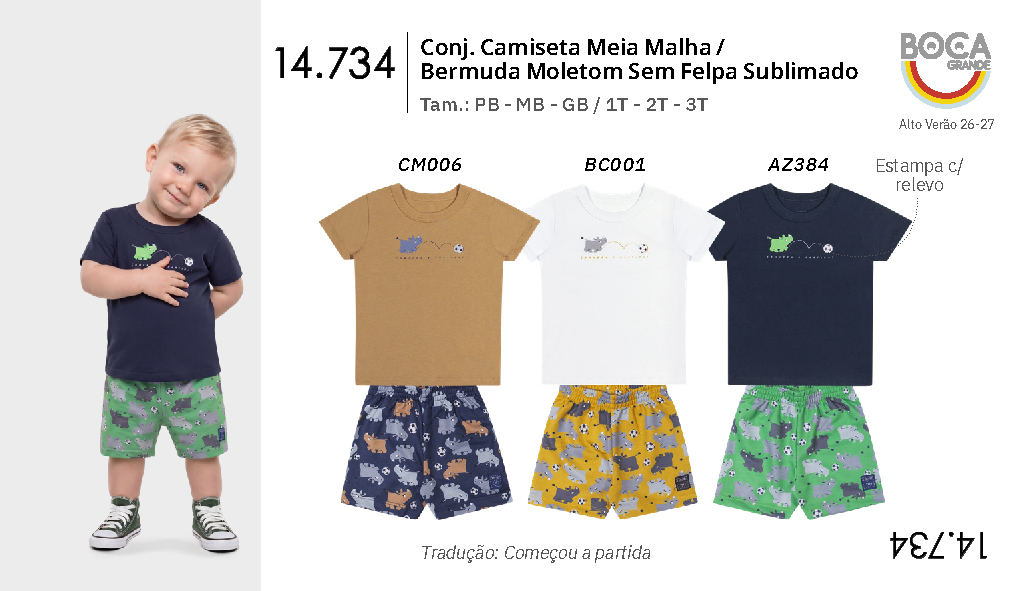 14.734
Conj. Camiseta Meia Malha /
Bermuda Moletom Sem Felpa Sublimado
Tam.: PB - MB - GB / 1T - 2T - 3T
BOCA
GRANDE
Alto Verão 26-27
CM006
BC001
AZ384
Estampa c/
relevo
Tradução: Começou a partida
14.734